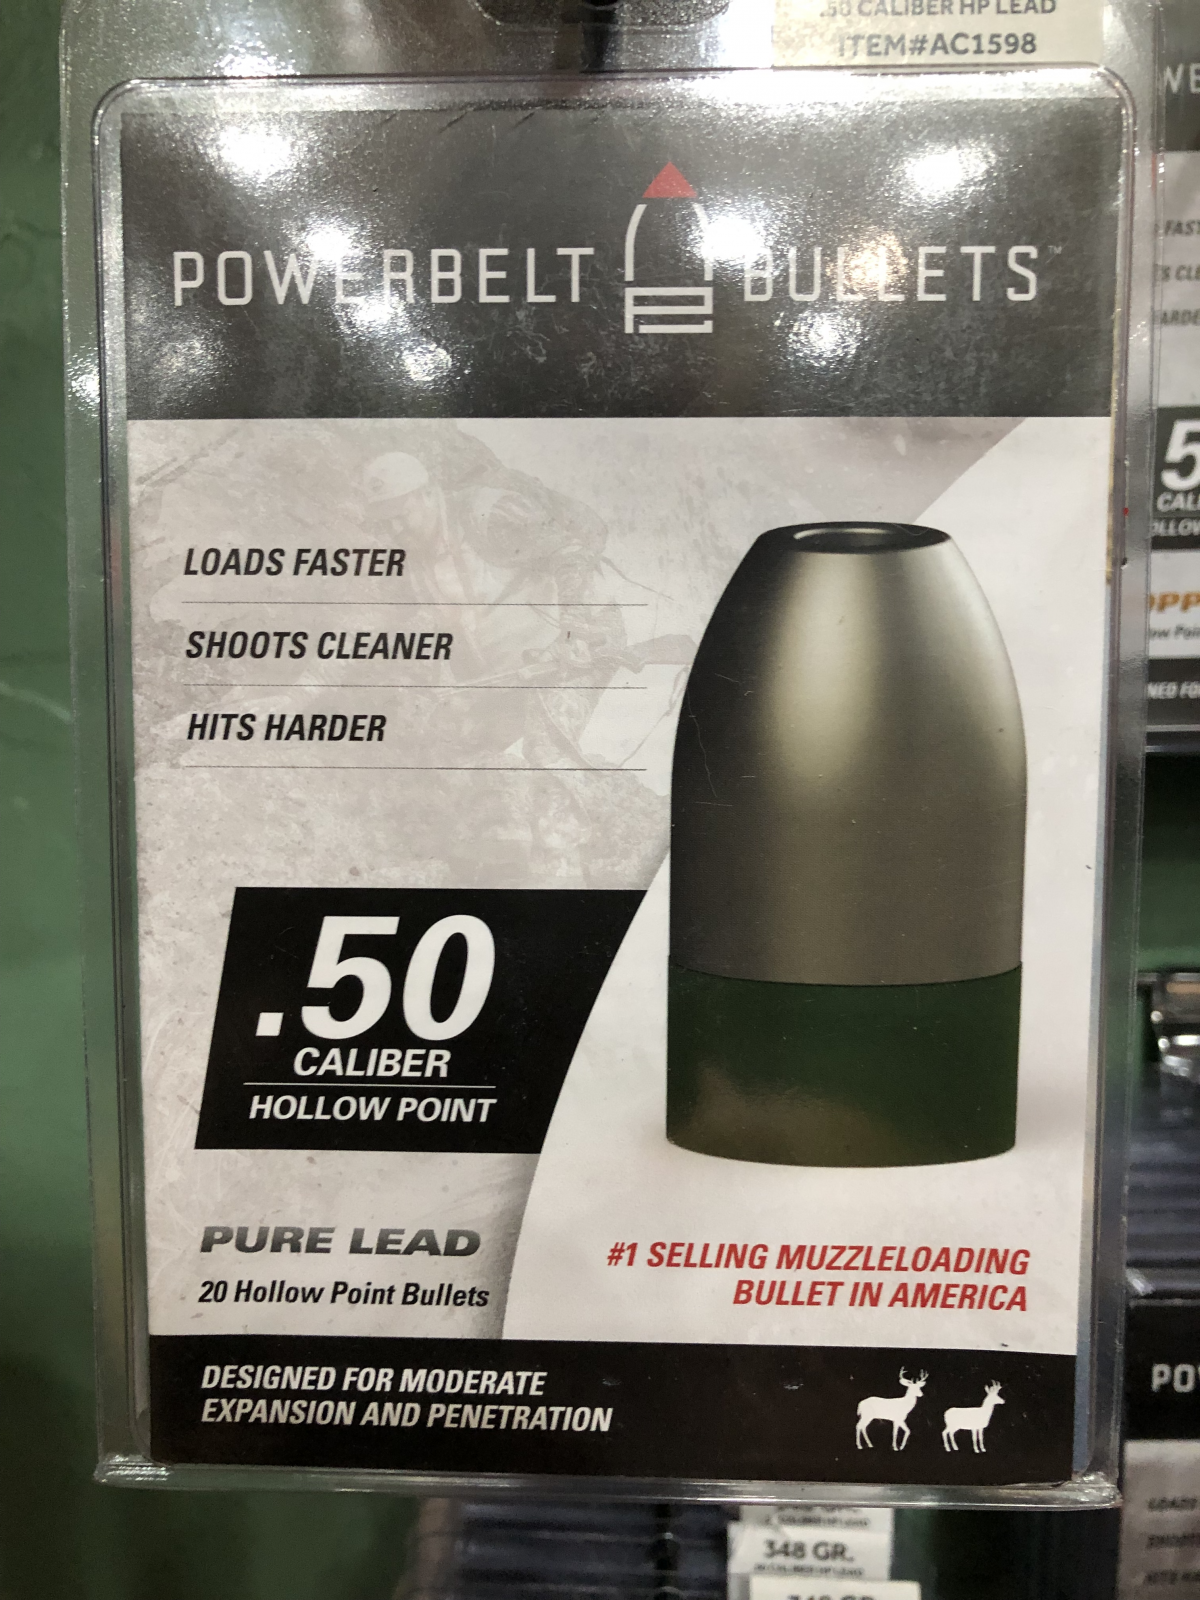 .50 CALIBER HP LEAD
ITEM#AC1598
POWERBELT BULLETS™
LOADS FASTER
SHOOTS CLEANER
HITS HARDER
.50
CALIBER
HOLLOW POINT
PURE LEAD
20 Hollow Point Bullets
#1 SELLING MUZZLELOADING
BULLET IN AMERICA
DESIGNED FOR MODERATE
EXPANSION AND PENETRATION
348 GR.